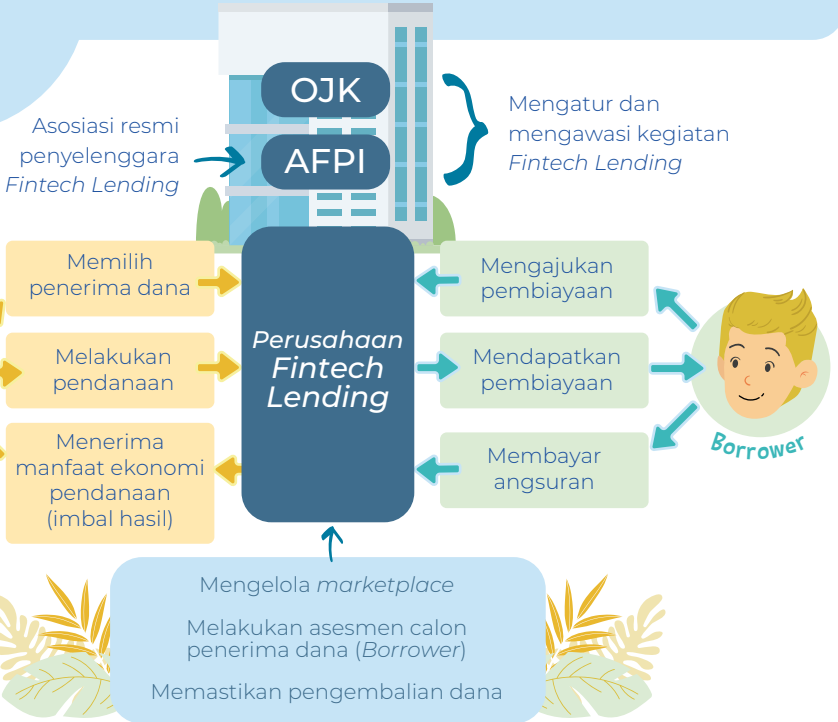 OJK
AFPI
Asosiasi resmi
penyelenggara
Fintech Lending
Mengatur dan
mengawasi kegiatan
Fintech Lending
Memilih
penerima dana
Melakukan
pendanaan
Menerima
manfaat ekonomi
pendanaan
(imbal hasil)
Perusahaan
Fintech
Lending
Mengajukan
pembiayaan
Mendapatkan
pembiayaan
Membayar
angsuran
Borrower
Mengelola marketplace
Melakukan asesmen calon
penerima dana (Borrower)
Memastikan pengembalian dana